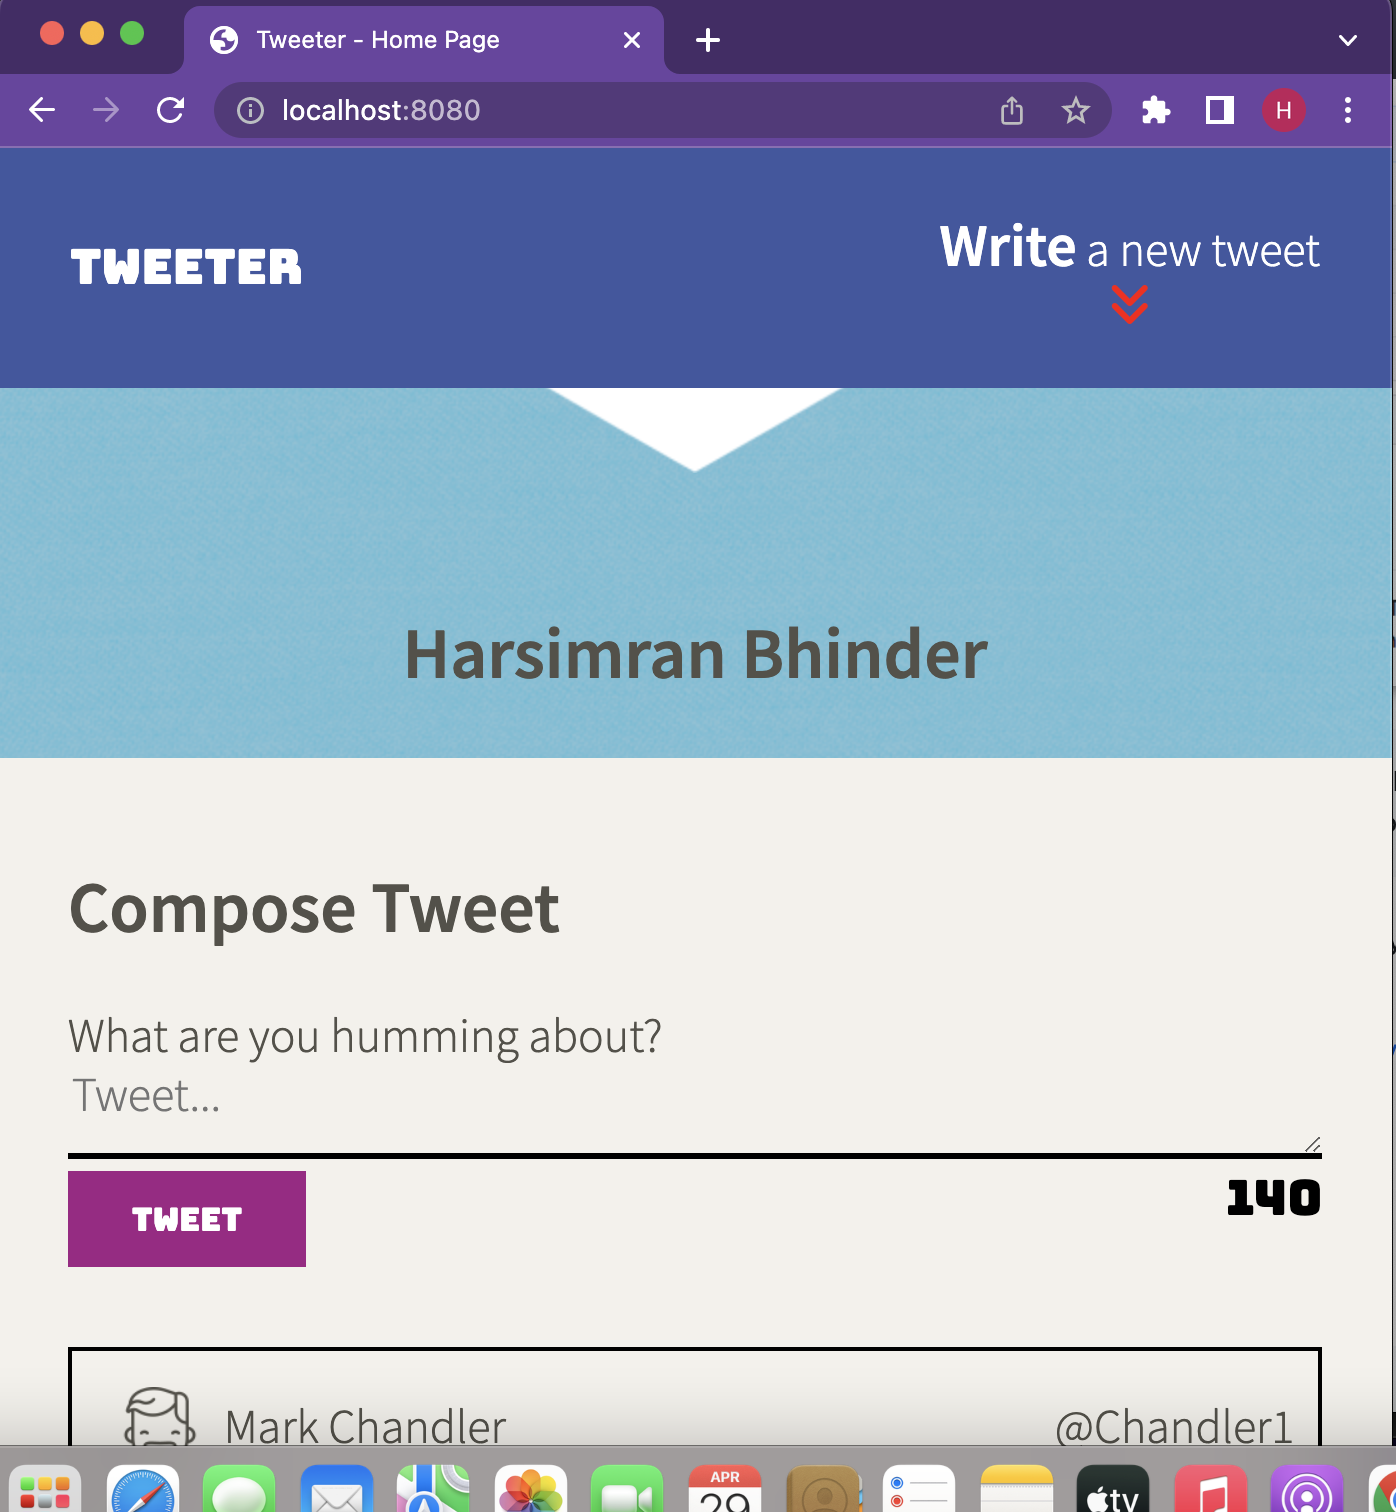 Tweeter - Home Page
localhost:8080
H
TWEETER
Write a new tweet
Harsimran Bhinder
Compose Tweet
What are you humming about?
Tweet...
TWEET
140
Mark Chandler
@Chandler1
APR
29
tv